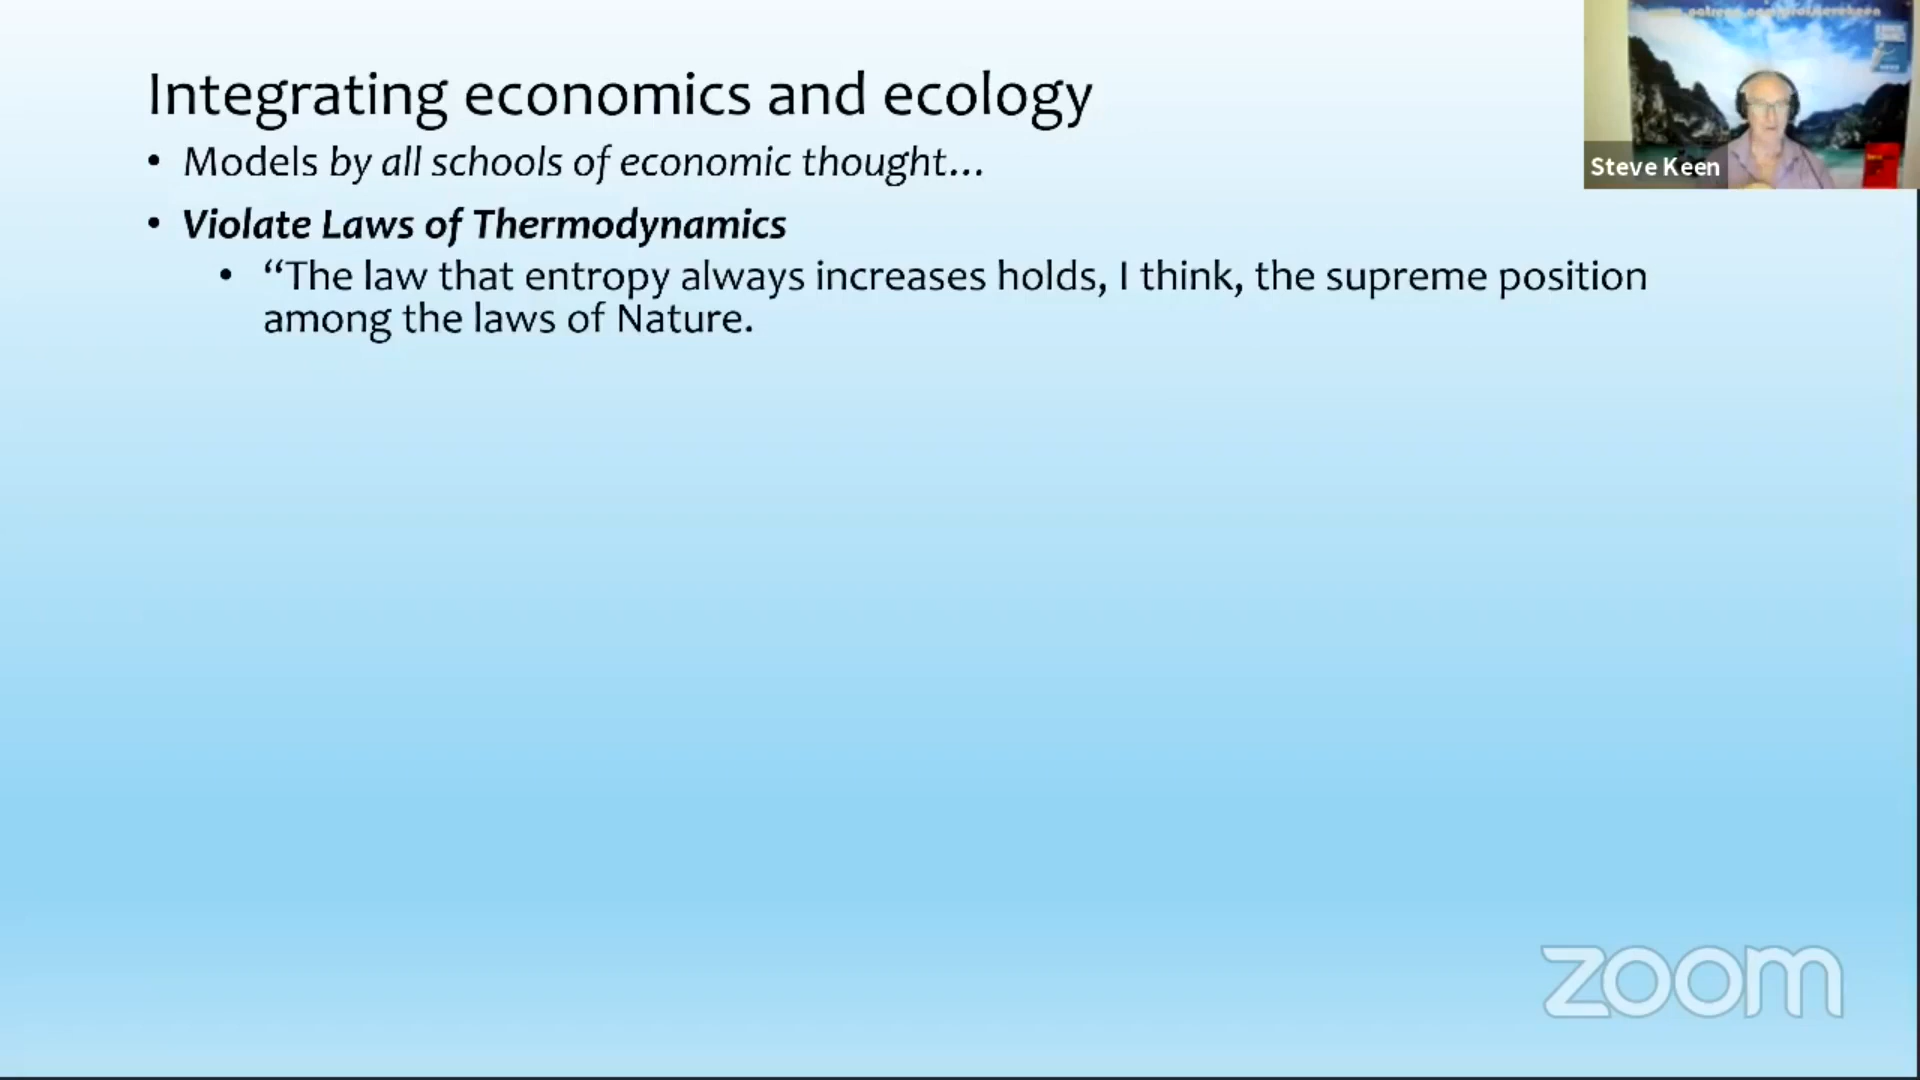 Integrating economics and ecology
• Models by all schools of economic thought...
• Violate Laws of Thermodynamics
• “The law that entropy always increases holds, I think, the supreme position
among the laws of Nature.
Steve Keen
zoom